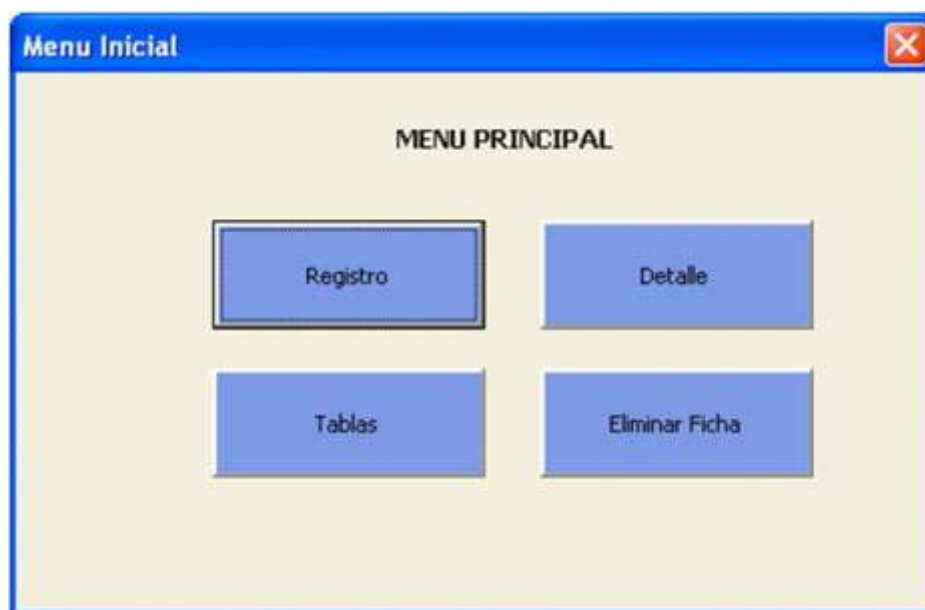 Menu Inicial
MENU PRINCIPAL
Registro
Detalle
Tablas
Eliminar Ficha